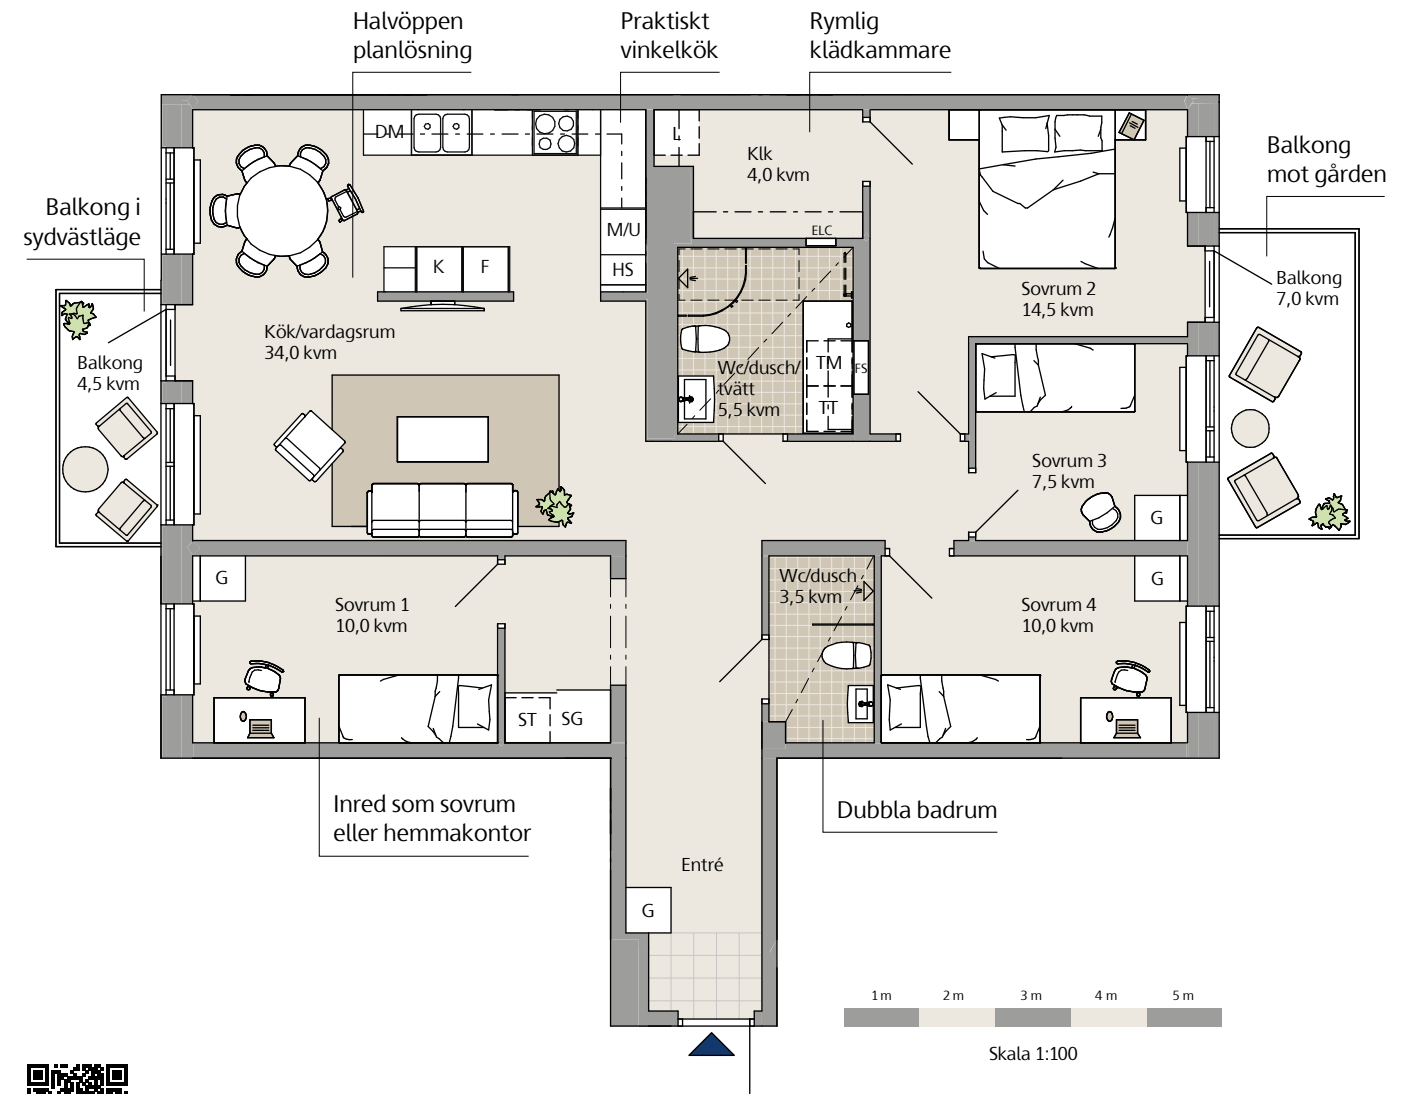 Halvöppen
planlösning
Praktiskt
vinkelkök
Rymlig
klädkammare
Balkong
mot gården
Balkong i
sydvästläge
DM
L
Klk
4,0 kvm
M/U
HS
ELC
K
F
Sovrum 2
14,5 kvm
Balkong
7,0 kvm
Kök/vardagsrum
34,0 kvm
Balkong
4,5 kvm
Wc/dusch/
tvätt
5,5 kvm
TM
TT
FS
Sovrum 3
7,5 kvm
G
G
Sovrum 1
10,0 kvm
Wc/dusch
3,5 kvm
Sovrum 4
10,0 kvm
G
ST
SG
Inred som sovrum
eller hemmakontor
Dubbla badrum
Entré
G
1 m
2 m
3 m
4 m
5 m
Skala 1:100